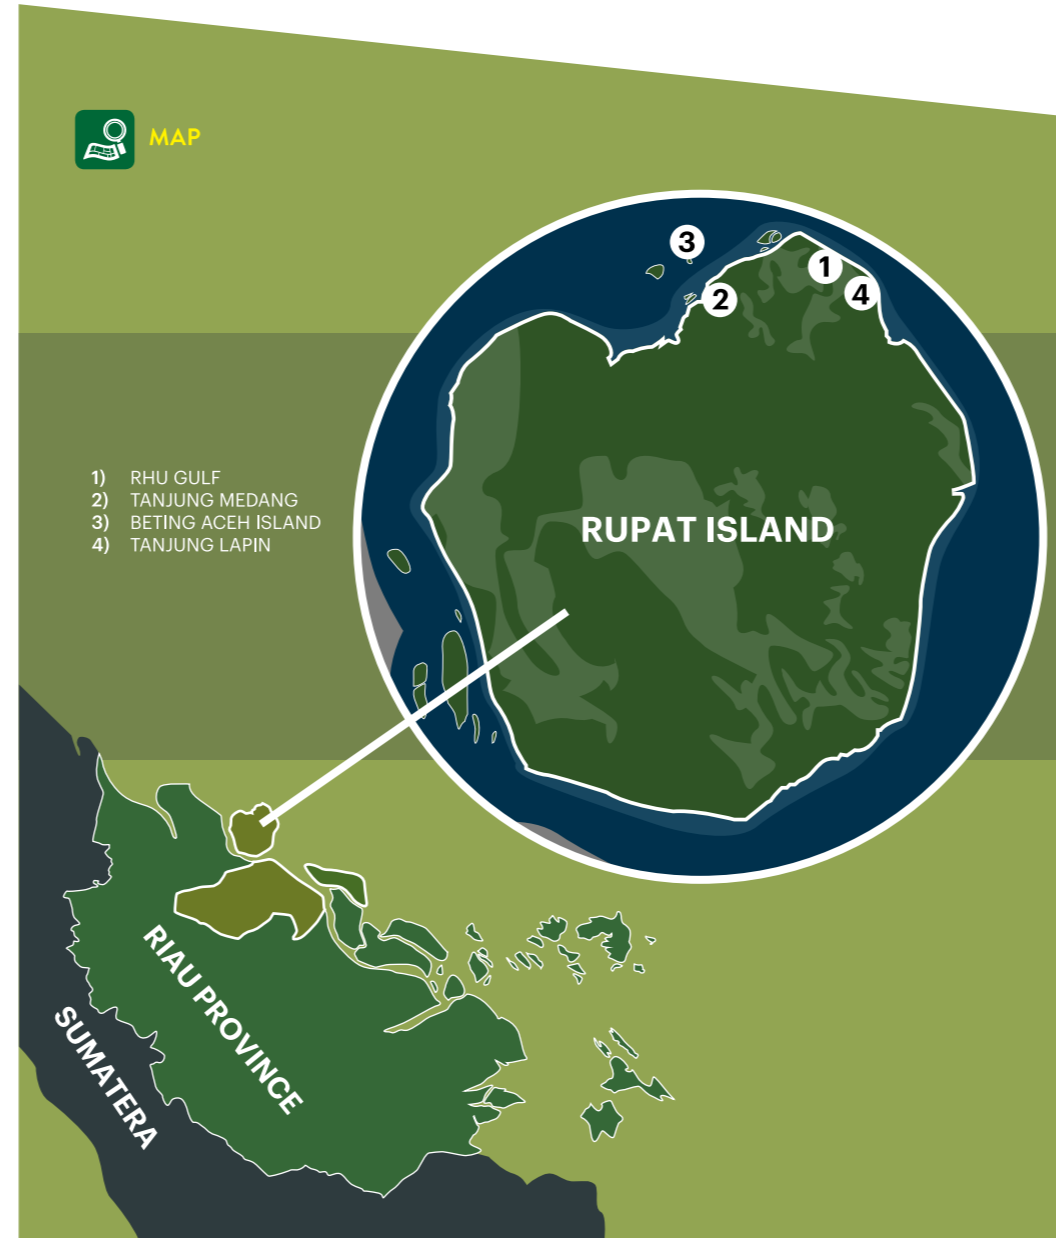 MAP
3
1
2
4
1) RHU GULF
2) TANJUNG MEDANG
3) BETING ACEH ISLAND
4) TANJUNG LAPIN
RUPAT ISLAND
RIAU PROVINCE
SUMATERA